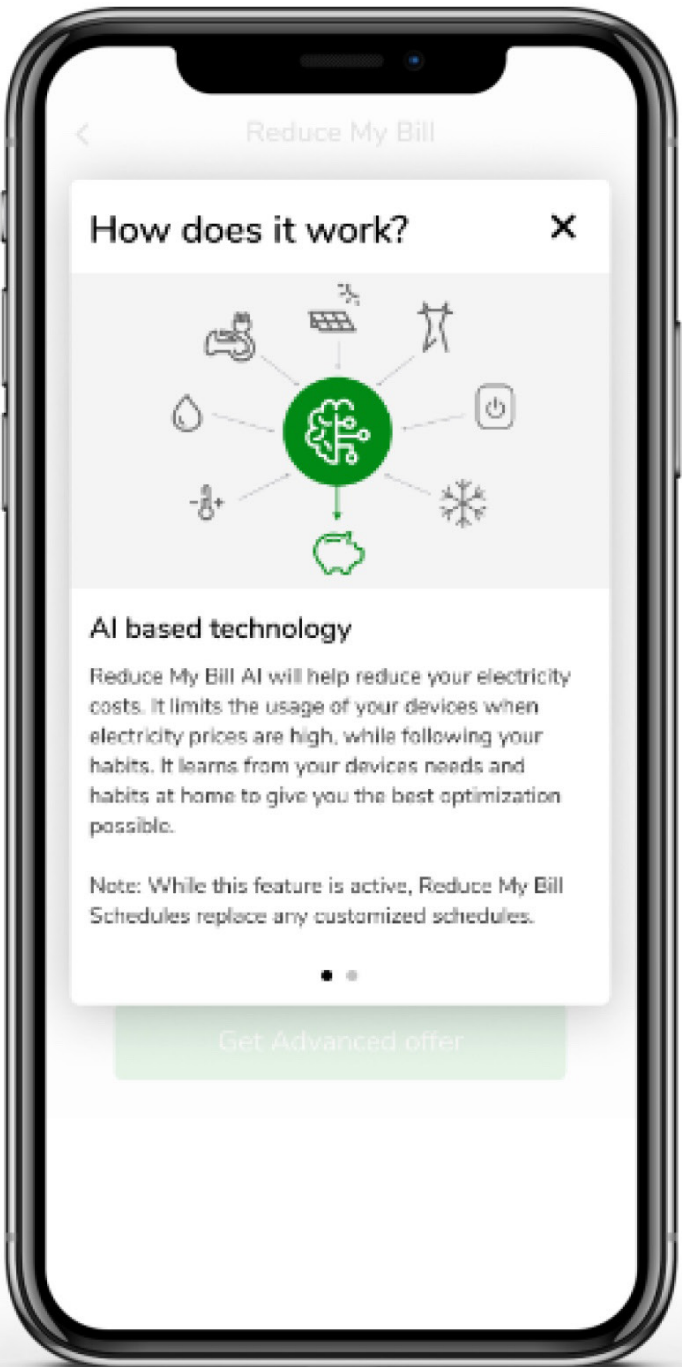 Reduce My Bill
How does it work?
AI based technology
Reduce My Bill AI will help reduce your electricity
costs. It limits the usage of your devices when
electricity prices are high, while following your
habits. It learns from your devices needs and
habits at home to give you the best optimization
possible.
Note: While this feature is active, Reduce My Bill
Schedules replace any customized schedules.
Get Advanced offer